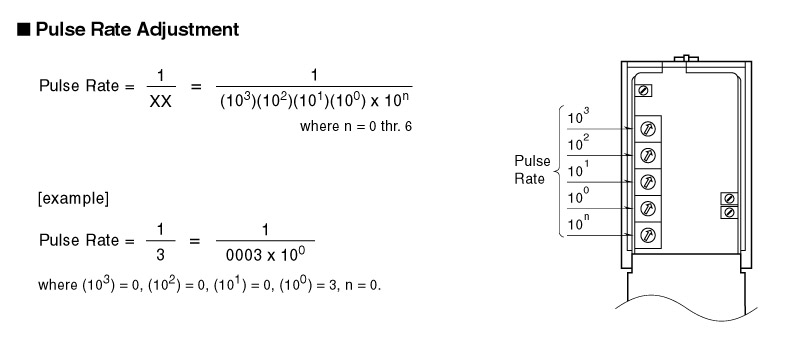 ■ Pulse Rate Adjustment
Pulse Rate = 1/XX = 1/((10³)(10²)(10¹)(10⁰) x 10ⁿ)
where n = 0 thr. 6
[example]
Pulse Rate = 1/3 = 1/(0003 x 10⁰)
where (10³) = 0, (10²) = 0, (10¹) = 0, (10⁰) = 3, n = 0.
Pulse
Rate
10³
10²
10¹
10⁰
10ⁿ